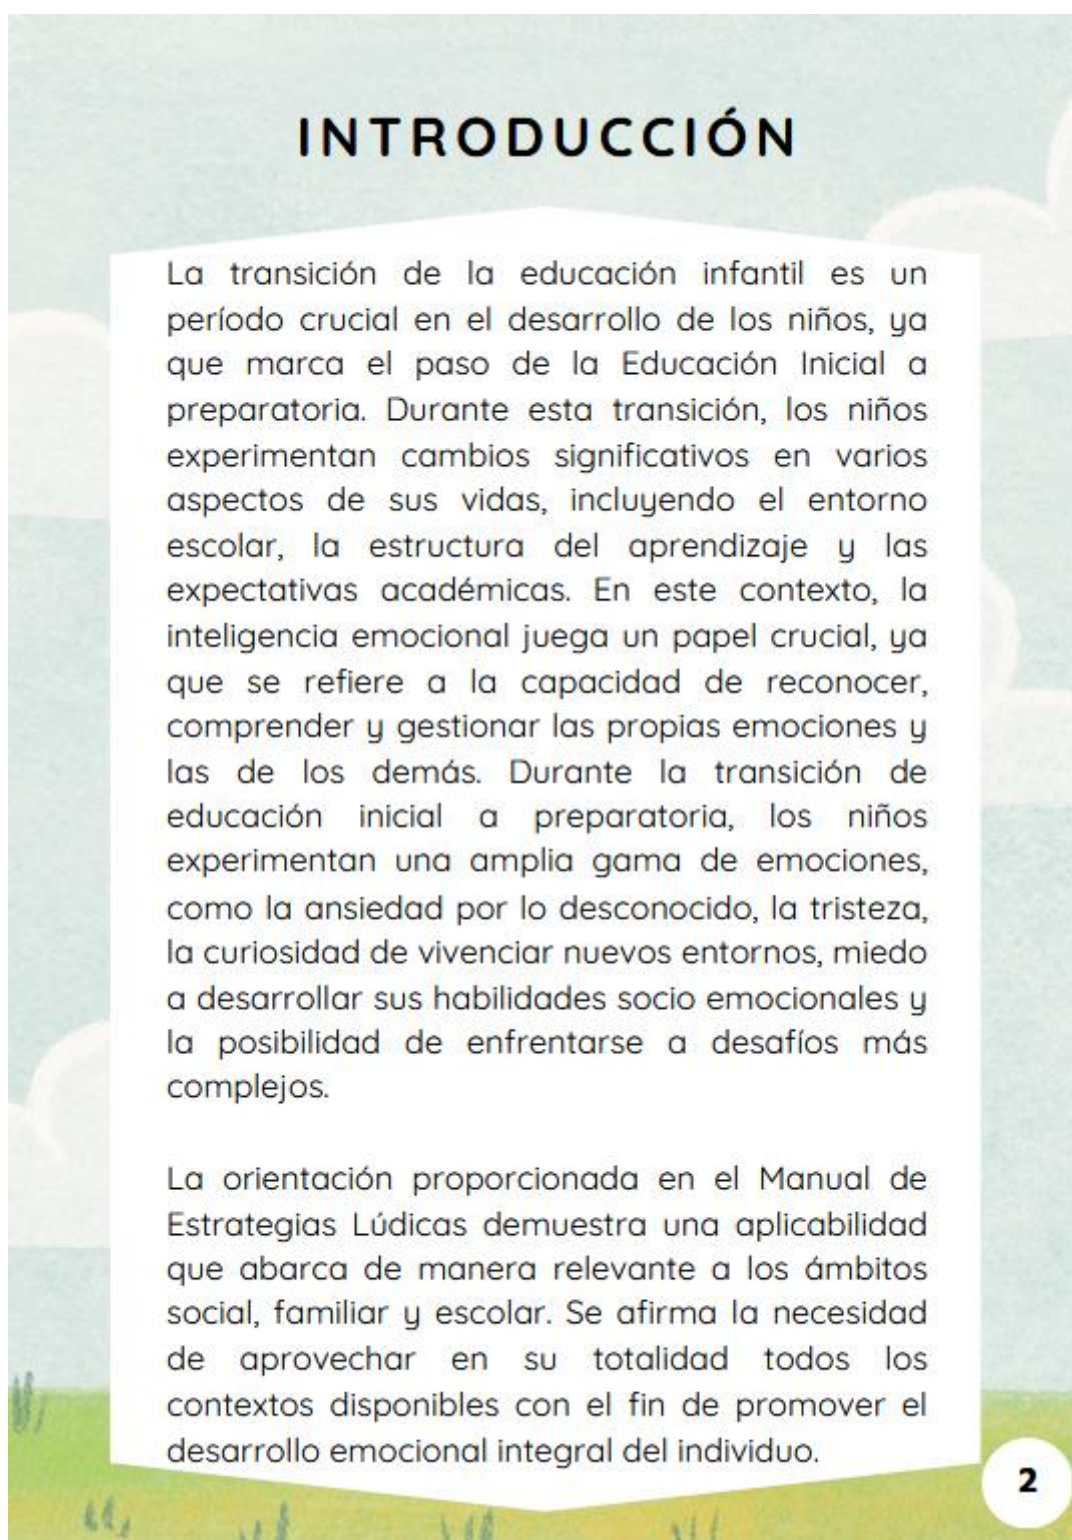 INTRODUCCIÓN
La transición de la educación infantil es un
período crucial en el desarrollo de los niños, ya
que marca el paso de la Educación Inicial a
preparatoria. Durante esta transición, los niños
experimentan cambios significativos en varios
aspectos de sus vidas, incluyendo el entorno
escolar, la estructura del aprendizaje y las
expectativas académicas. En este contexto, la
inteligencia emocional juega un papel crucial, ya
que se refiere a la capacidad de reconocer,
comprender y gestionar las propias emociones y
las de los demás. Durante la transición de
educación inicial a preparatoria, los niños
experimentan una amplia gama de emociones,
como la ansiedad por lo desconocido, la tristeza,
la curiosidad de vivenciar nuevos entornos, miedo
a desarrollar sus habilidades socio emocionales y
la posibilidad de enfrentarse a desafíos más
complejos.
La orientación proporcionada en el Manual de
Estrategias Lúdicas demuestra una aplicabilidad
que abarca de manera relevante a los ámbitos
social, familiar y escolar. Se afirma la necesidad
de aprovechar en su totalidad todos los
contextos disponibles con el fin de promover el
desarrollo emocional integral del individuo.
2